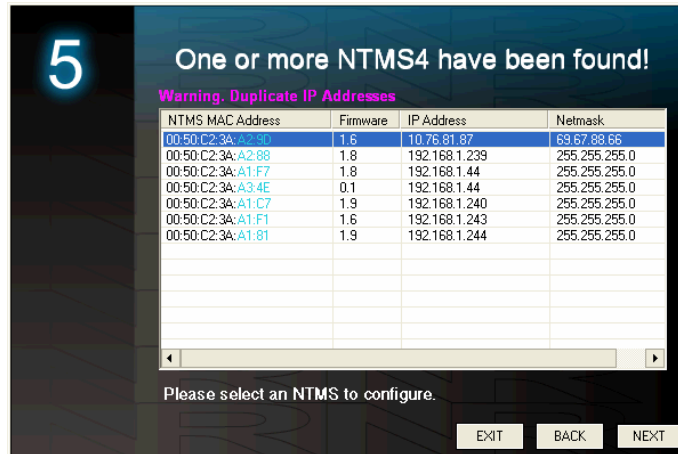 5
One or more NTMS4 have been found!
Warning. Duplicate IP Addresses
NTMS MAC Address Firmware IP Address Netmask
00:50:C2:3A:A2:9D 1.6 10.76.81.87 69.67.88.66
00:50:C2:3A:A2:88 1.8 192.168.1.239 255.255.255.0
00:50:C2:3A:A1:F7 1.8 192.168.1.44 255.255.255.0
00:50:C2:3A:A3:4E 0.1 192.168.1.44 255.255.255.0
00:50:C2:3A:A1:C7 1.9 192.168.1.240 255.255.255.0
00:50:C2:3A:A1:F1 1.6 192.168.1.243 255.255.255.0
00:50:C2:3A:A1:81 1.9 192.168.1.244 255.255.255.0
Please select an NTMS to configure.
EXIT BACK NEXT